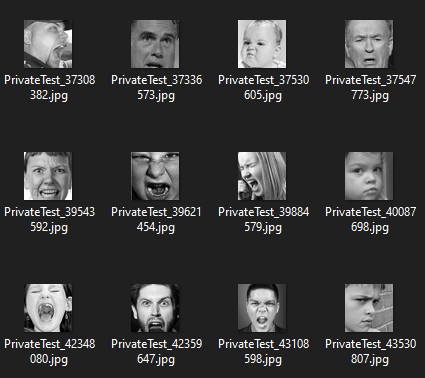 PrivateTest_37308
382.jpg
PrivateTest_37336
573.jpg
PrivateTest_37530
605.jpg
PrivateTest_37547
773.jpg
PrivateTest_39543
592.jpg
PrivateTest_39621
454.jpg
PrivateTest_39884
579.jpg
PrivateTest_40087
698.jpg
PrivateTest_42348
080.jpg
PrivateTest_42359
647.jpg
PrivateTest_43108
598.jpg
PrivateTest_43530
807.jpg